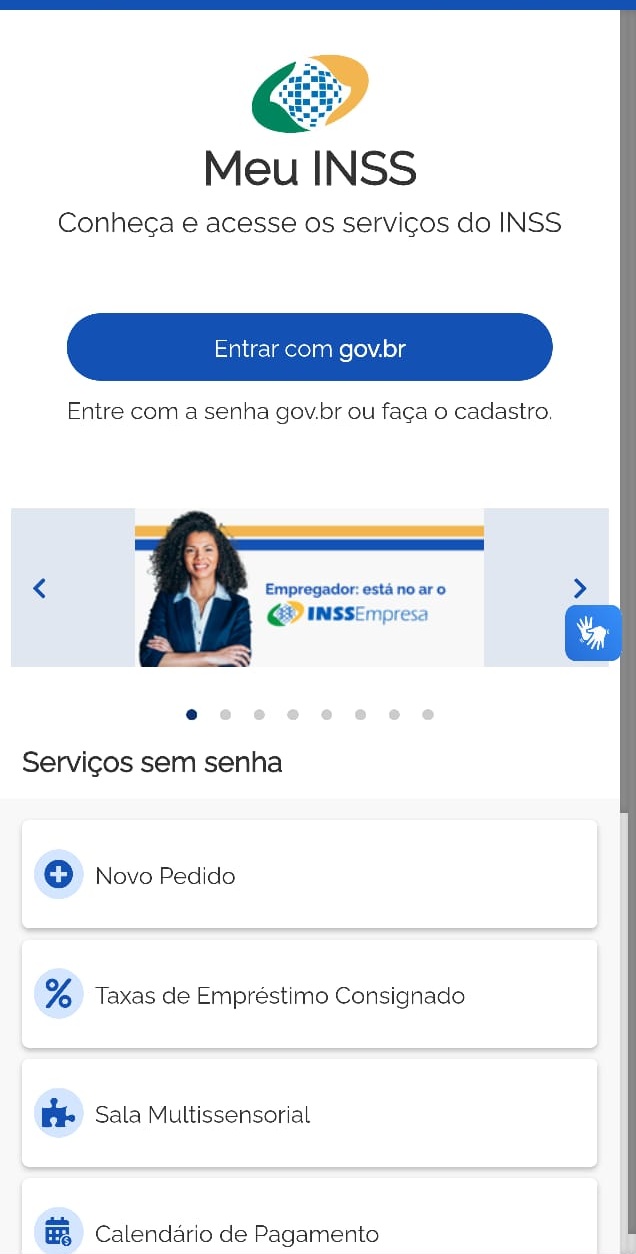 Meu INSS
Conheça e acesse os serviços do INSS
Entrar com gov.br
Entre com a senha gov.br ou faça o cadastro.
Empregador: está no ar o
INSSEmpresa
Serviços sem senha
Novo Pedido
Taxas de Empréstimo Consignado
Sala Multissensorial
Calendário de Pagamento